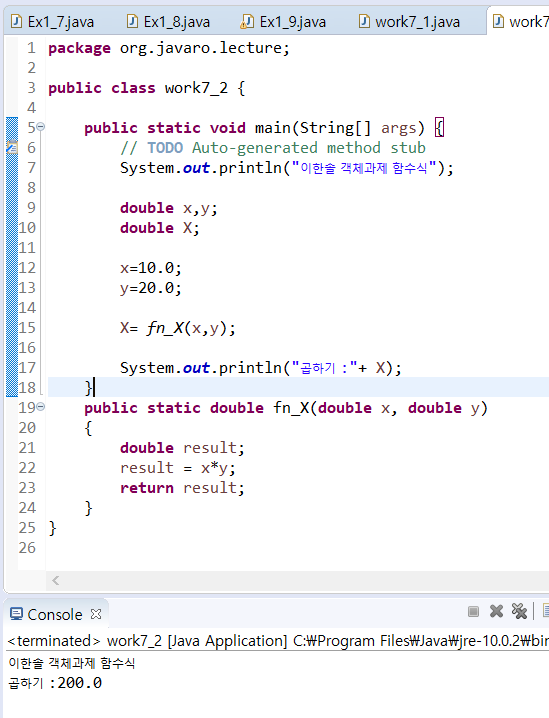 Ex1_7.java Ex1_8.java Ex1_9.java work7_1.java work7
1 package org.javaro.lecture;
2
3 public class work7_2 {
4
5 public static void main(String[] args) {
6 // TODO Auto-generated method stub
7 System.out.println("이한솔 객체과제 함수식");
8
9 double x,y;
10 double X;
11
12 x=10.0;
13 y=20.0;
14
15 X= fn_X(x,y);
16
17 System.out.println("곱하기 :"+ X);
18 }
19 public static double fn_X(double x, double y)
20 {
21 double result;
22 result = x*y;
23 return result;
24 }
25 }
26
Console
<terminated> work7_2 [Java Application] C:₩Program Files₩Java₩jre-10.0.2₩bin
이한솔 객체과제 함수식
곱하기 :200.0